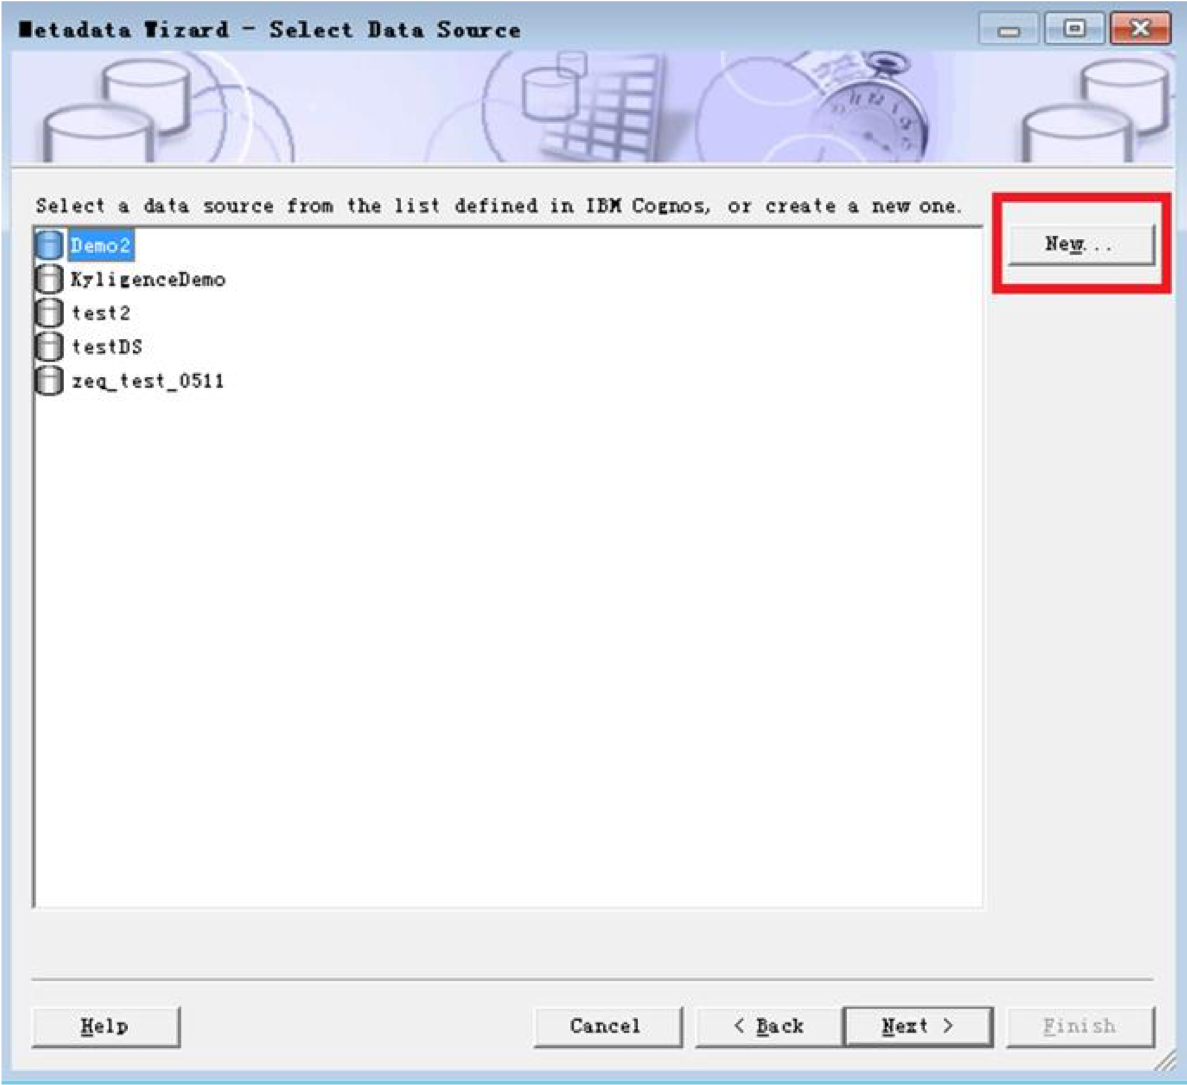 Metadata Wizard - Select Data Source
Select a data source from the list defined in IBM Cognos, or create a new one.
New...
Demo2
KyligenceDemo
test2
testDS
zeq_test_0511
Help
Cancel
< Back
Next >
Finish